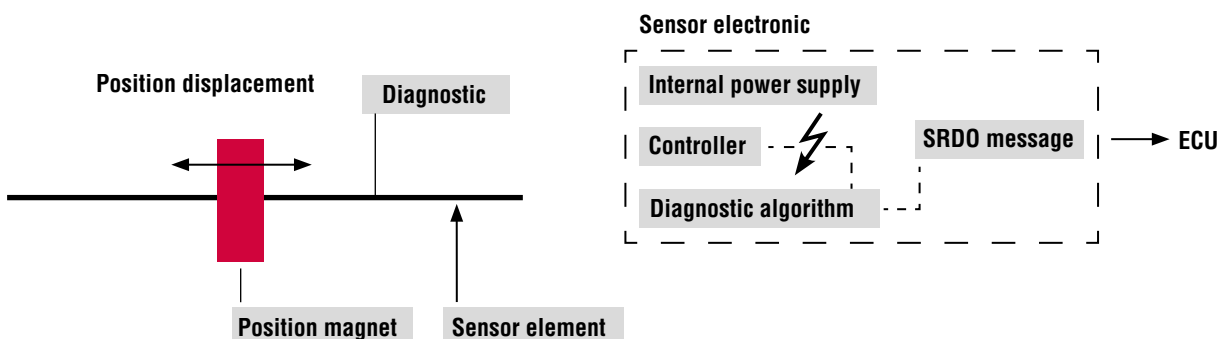 Sensor electronic
Position displacement
Diagnostic
Internal power supply
Controller
SRDO message
ECU
Diagnostic algorithm
Position magnet
Sensor element